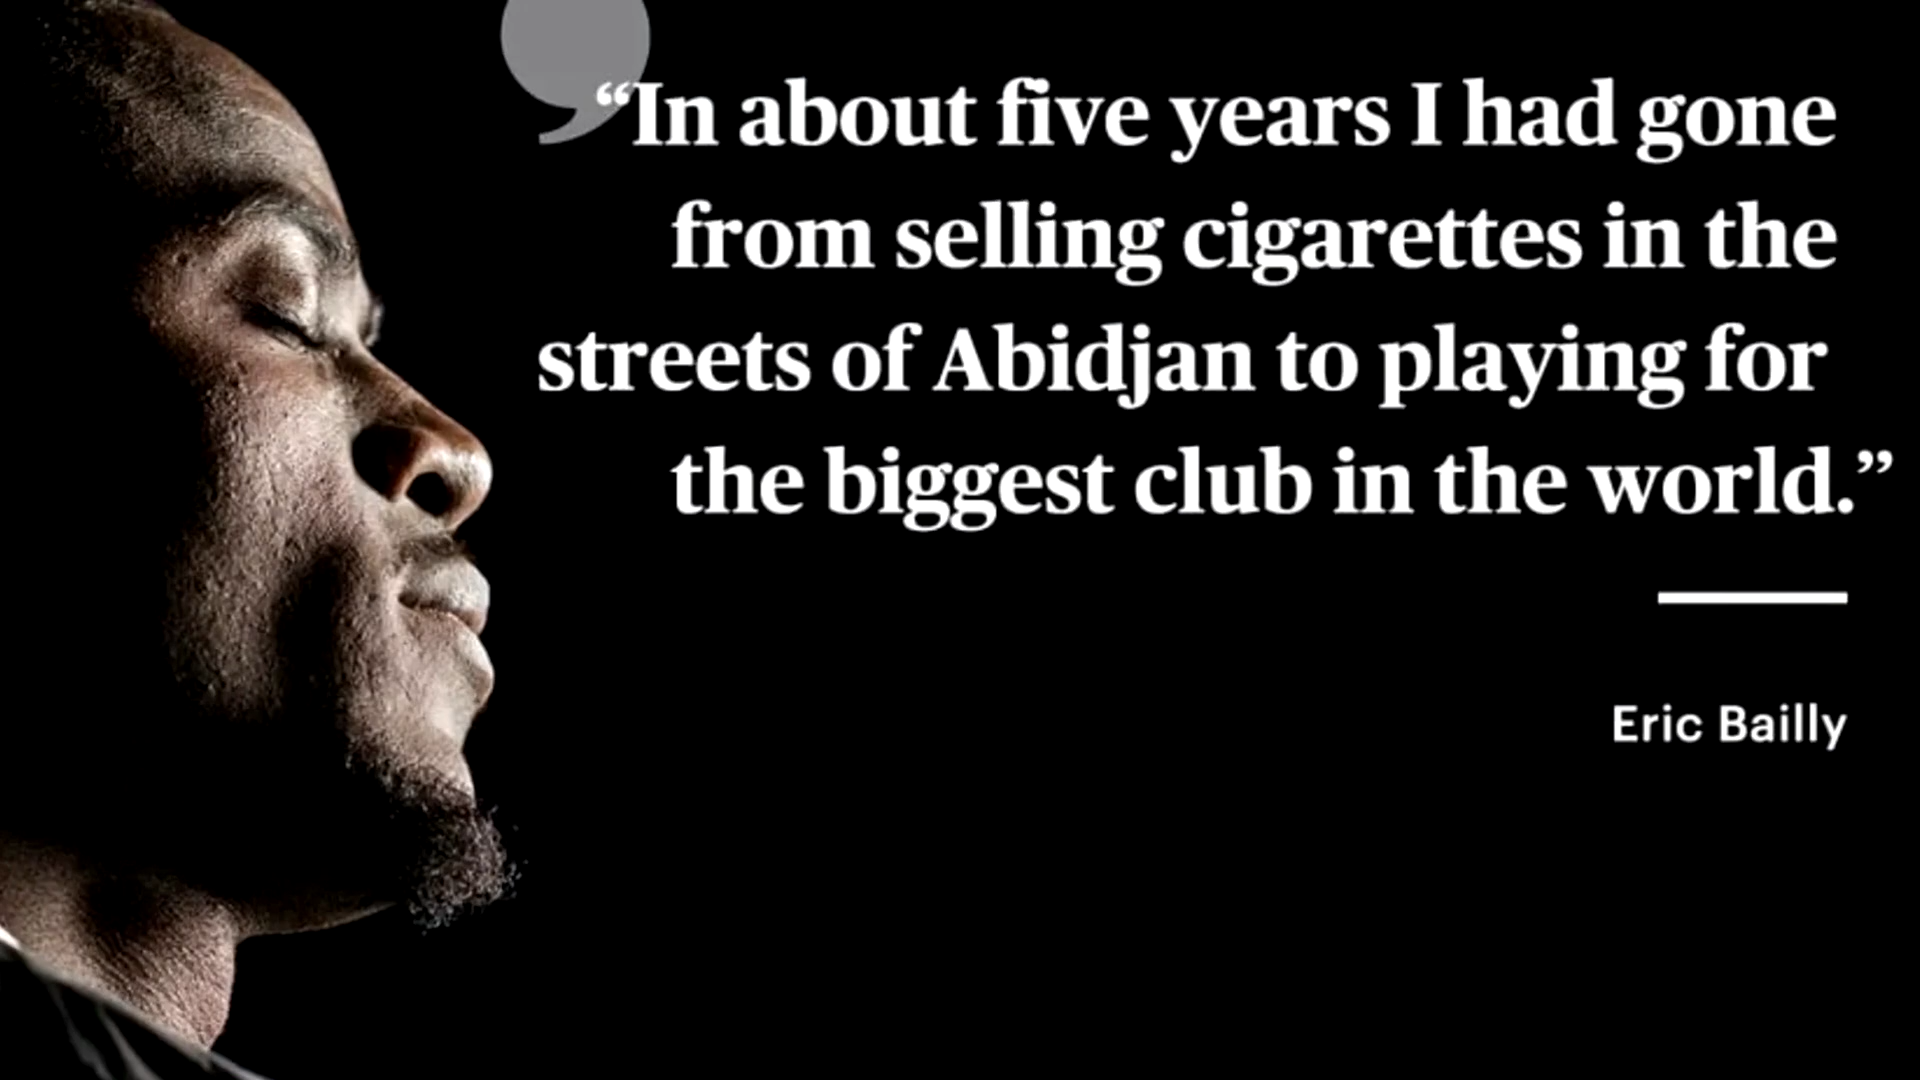 “In about five years I had gone
from selling cigarettes in the
streets of Abidjan to playing for
the biggest club in the world.”
Eric Bailly